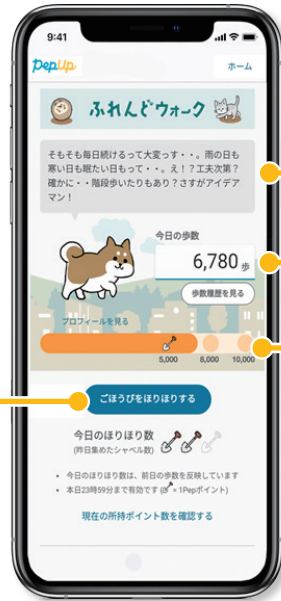 9:41
PepUp
ホーム
ふれんどウォーク
そもそも毎日続けるって大変っす・・。雨の日も
寒い日も眠たい日もって・・。え！？工夫次第？
確かに・・階段歩いたりもあり？さすがアイデア
マン！
今日の歩数
6,780 歩
歩数履歴を見る
プロフィールを見る
5,000 8,000 10,000
ごほうびをほりほりする
今日のほりほり数
(昨日集めたシャベル数)
• 今日のほりほり数は、前日の歩数を反映しています
• 本日23時59分まで有効です (= 1Pepポイント)
現在の所持ポイント数を確認する